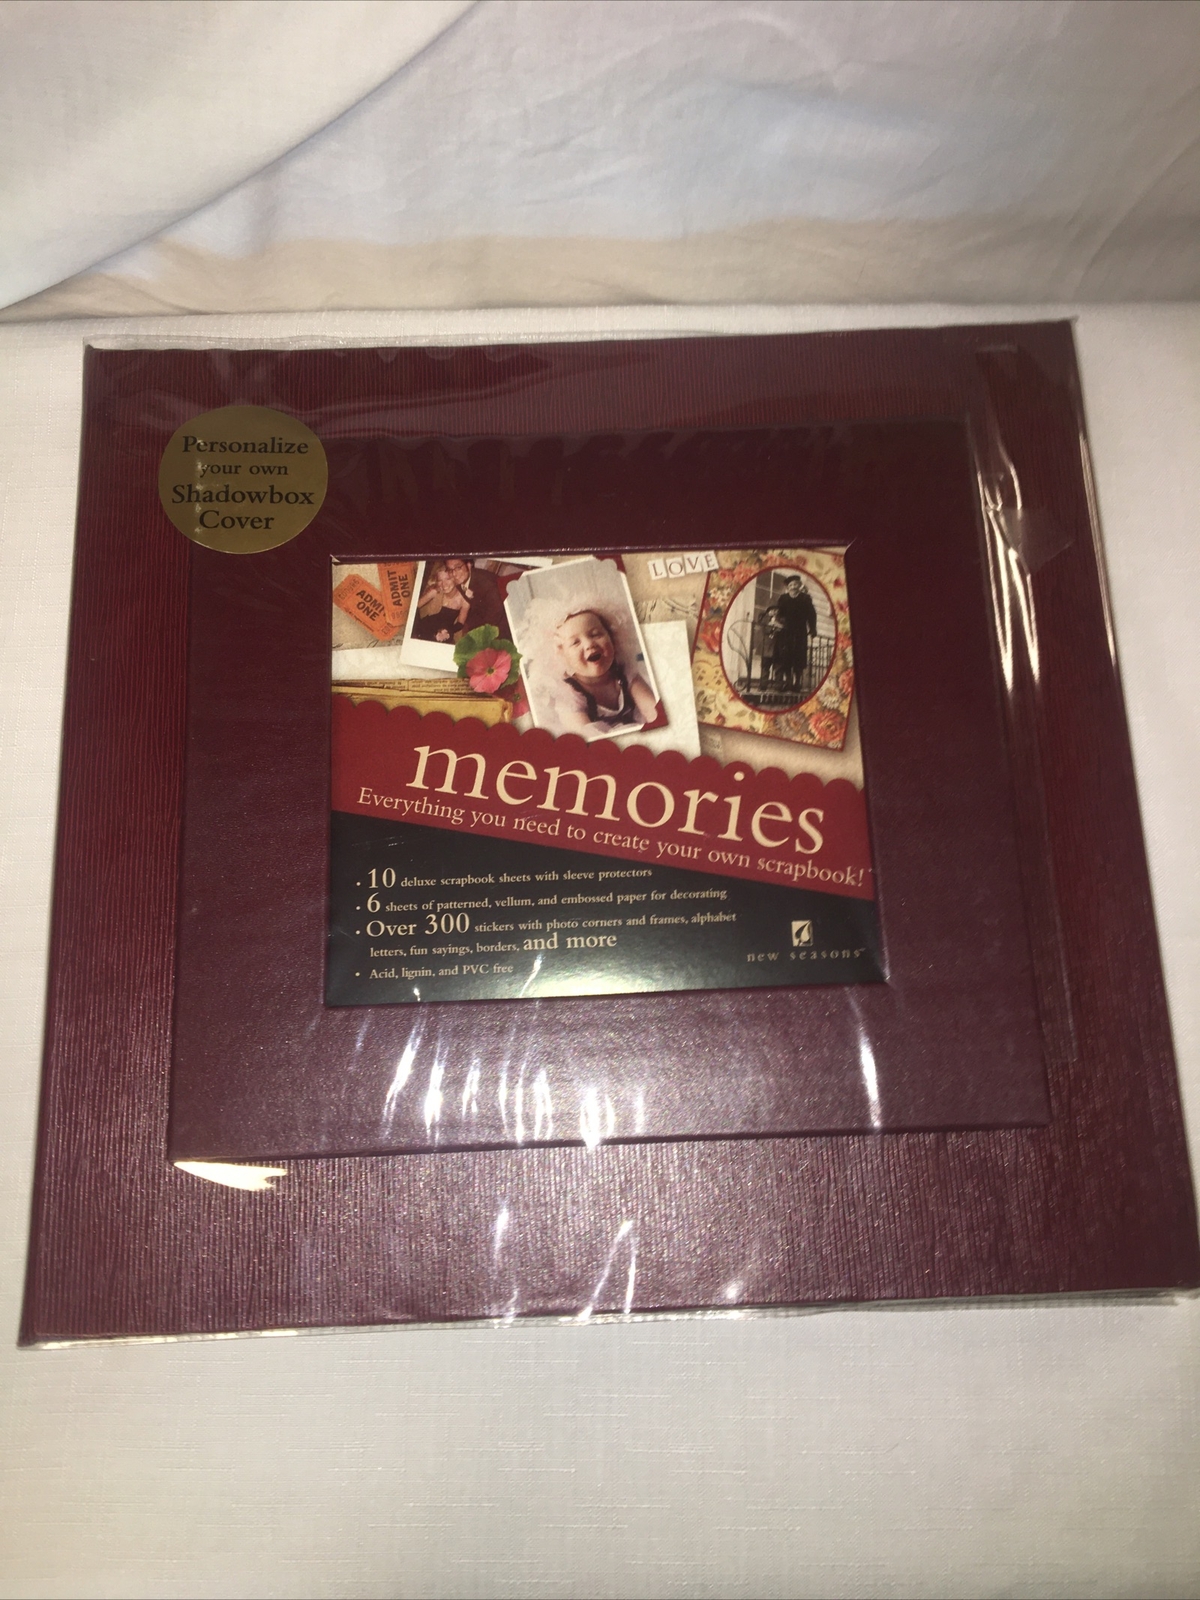 Personalize
your own
Shadowbox
Cover
ADMIT
ONE
ADMIT
ONE
LOVE
memories
Everything you need to create your own scrapbook!
• 10 deluxe scrapbook sheets with sleeve protectors
• 6 sheets of patterned, vellum, and embossed paper for decorating
• Over 300 stickers with photo corners and frames, alphabet
letters, fun sayings, borders, and more
• Acid, lignin, and PVC free
new seasons™